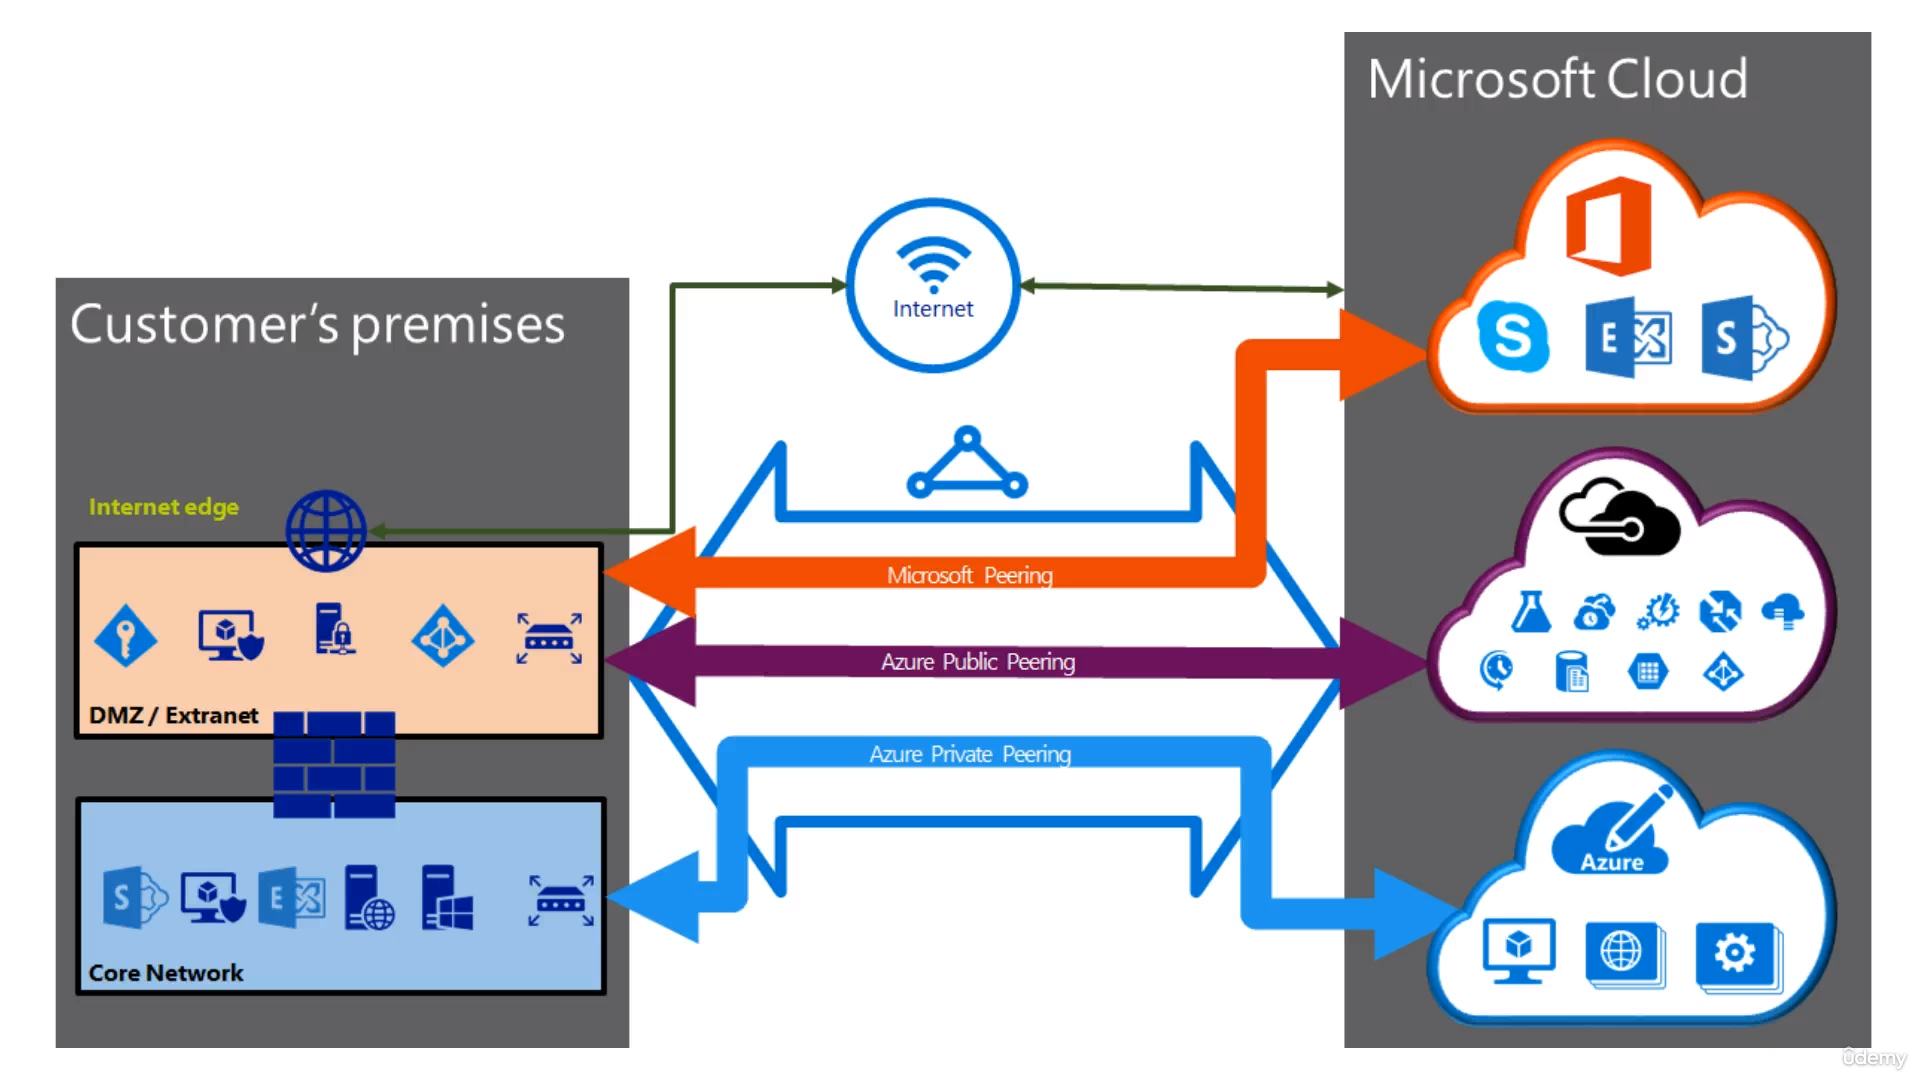 Microsoft Cloud
Internet
Customer's premises
S
E
S
Internet edge
Microsoft Peering
Azure Public Peering
DMZ / Extranet
Azure Private Peering
Azure
S
E
Core Network
ûdemy